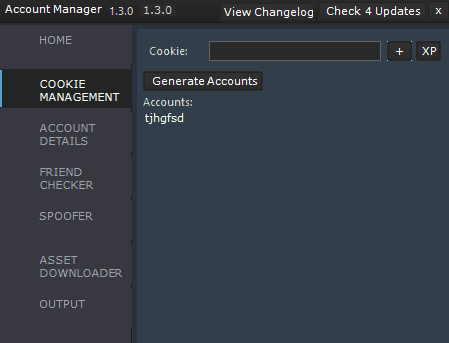 Account Manager 1.3.0 1.3.0 View Changelog Check 4 Updates x
HOME
Cookie: + XP
COOKIE
MANAGEMENT
Generate Accounts
Accounts:
tjhgfsd
ACCOUNT
DETAILS
FRIEND
CHECKER
SPOOFER
ASSET
DOWNLOADER
OUTPUT